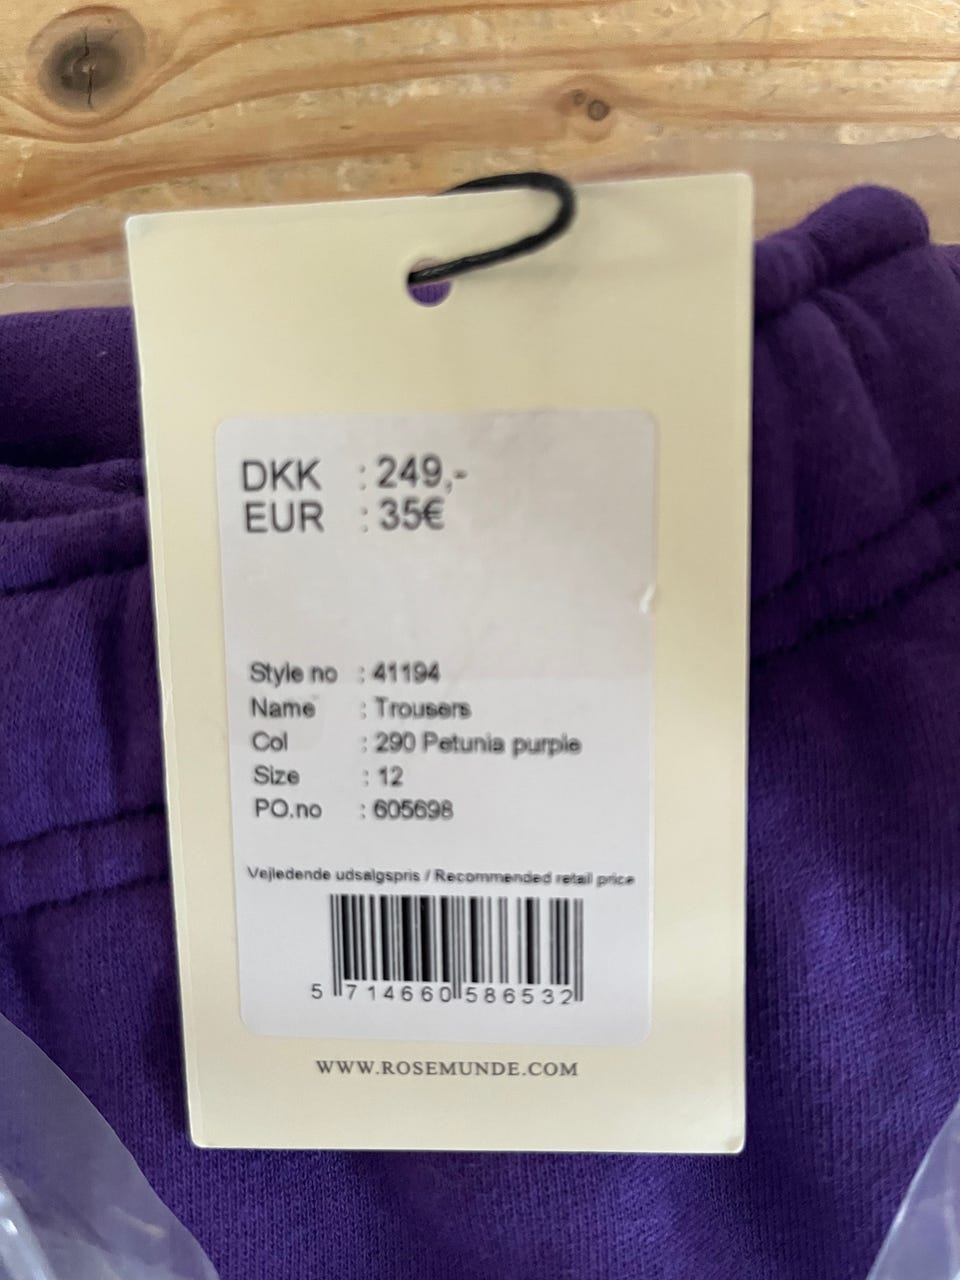 DKK : 249,-
EUR : 35€
Style no : 41194
Name : Trousers
Col : 290 Petunia purple
Size : 12
PO.no : 605698
Vejledende udsalgspris / Recommended retail price
5 714660 586532
WWW.ROSEMUNDE.COM